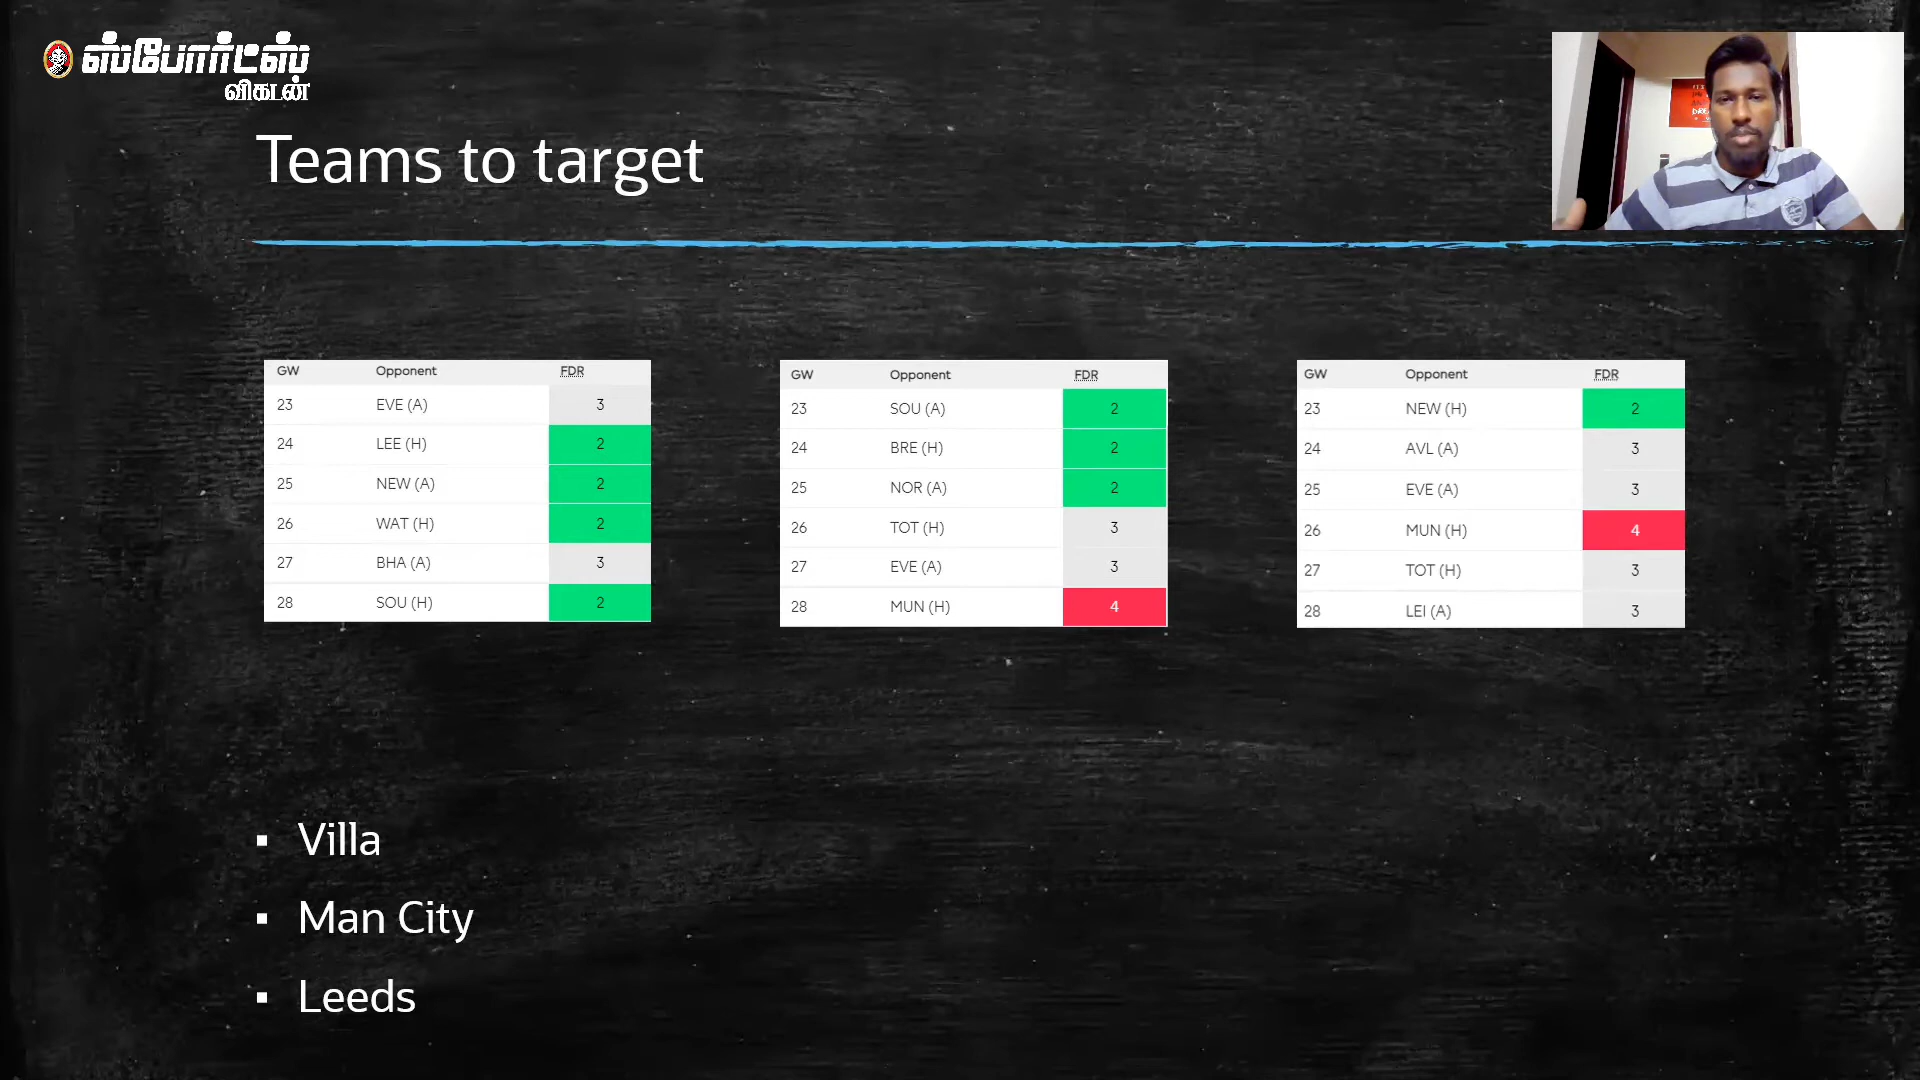 ஸ்போர்ட்ஸ்
விகடன்
Teams to target
GW Opponent FDR
23 EVE (A) 3
24 LEE (H) 2
25 NEW (A) 2
26 WAT (H) 2
27 BHA (A) 3
28 SOU (H) 2
GW Opponent FDR
23 SOU (A) 2
24 BRE (H) 2
25 NOR (A) 2
26 TOT (H) 3
27 EVE (A) 3
28 MUN (H) 4
GW Opponent FDR
23 NEW (H) 2
24 AVL (A) 3
25 EVE (A) 3
26 MUN (H) 4
27 TOT (H) 3
28 LEI (A) 3
▪ Villa
▪ Man City
▪ Leeds